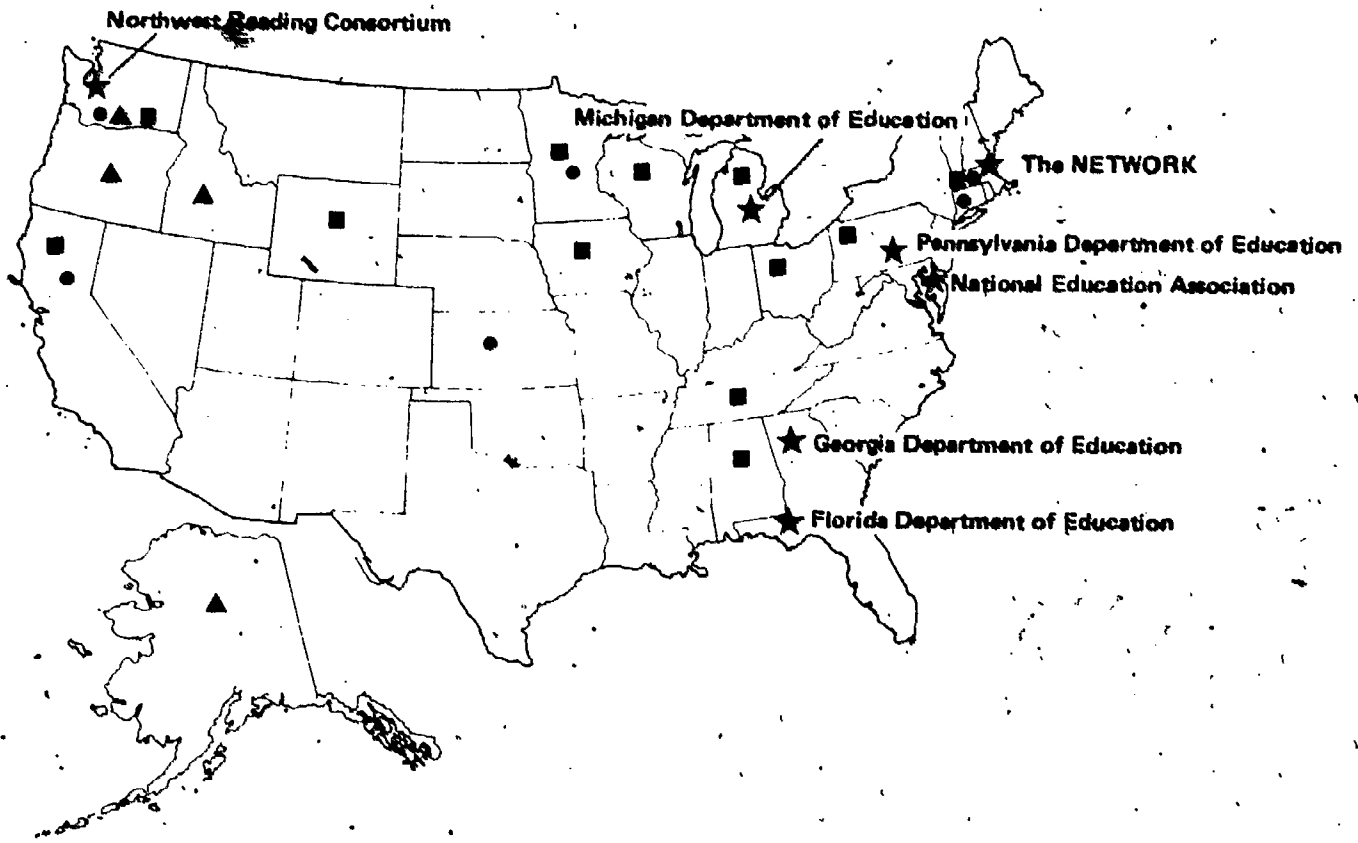 Northwest Reading Consortium
Michigan Department of Education
The NETWORK
Pennsylvania Department of Education
National Education Association
Georgia Department of Education
Florida Department of Education